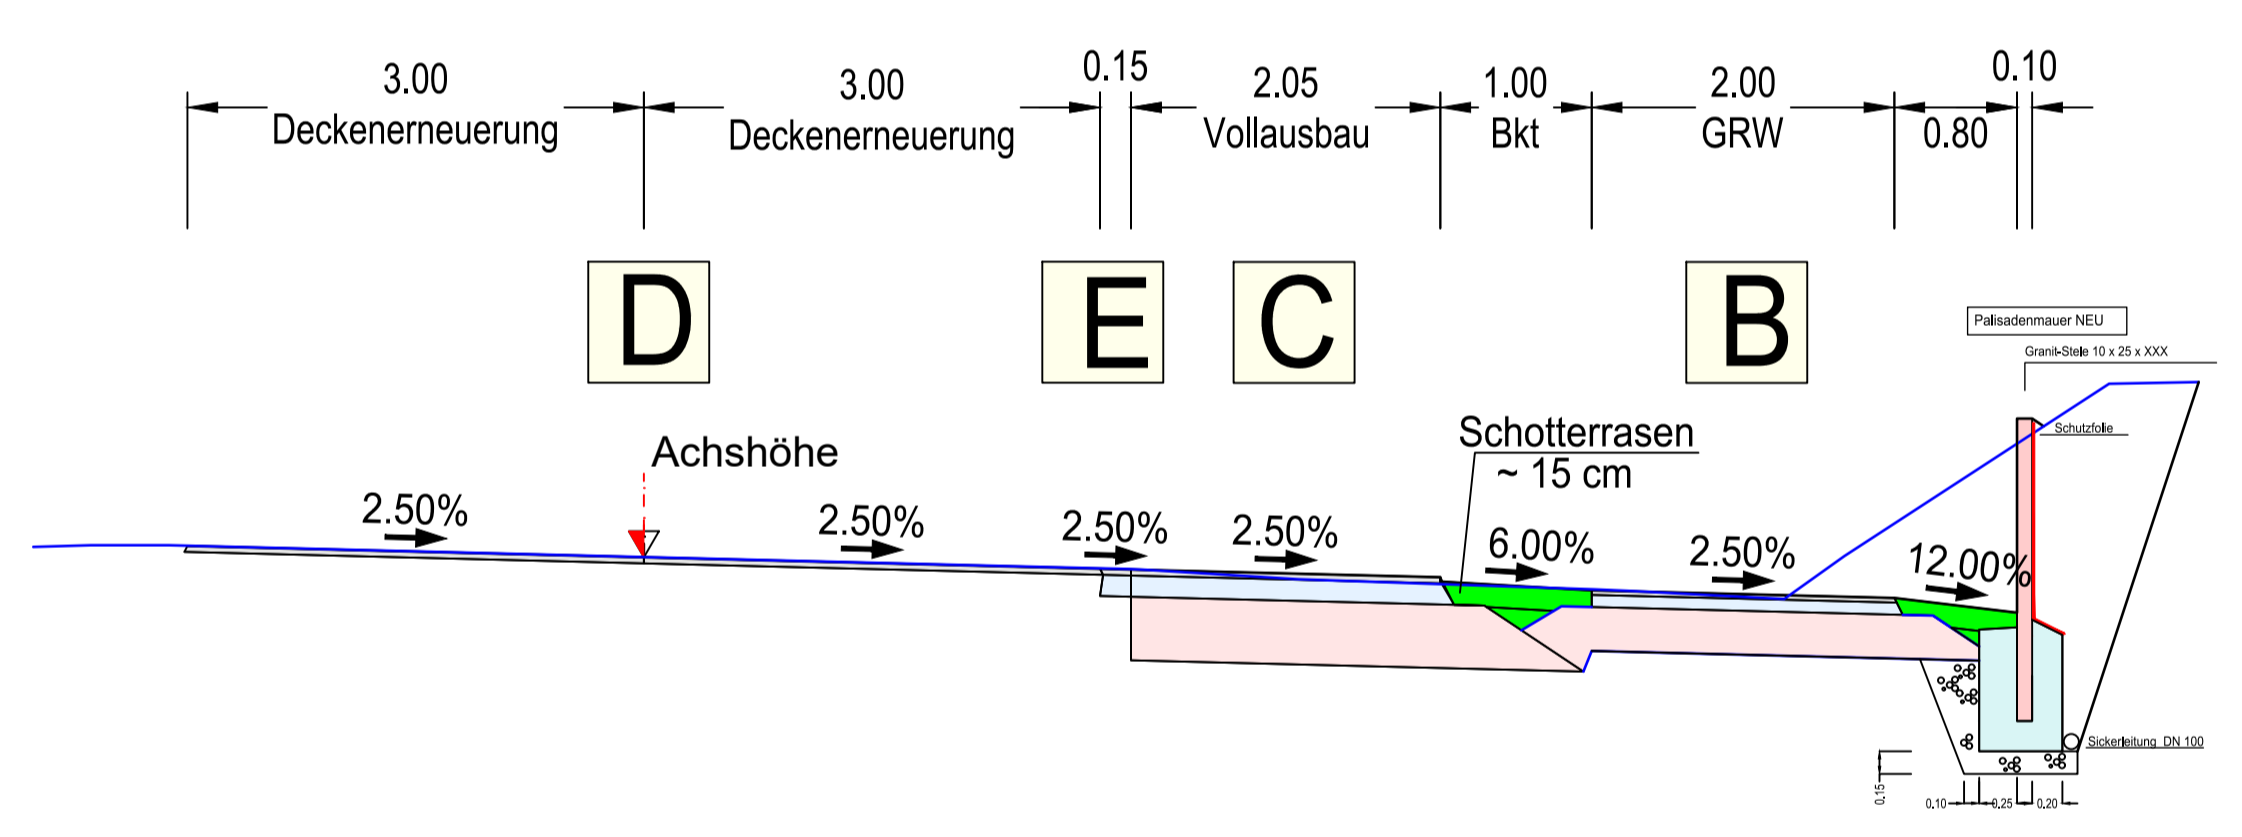 3.00
Deckenerneuerung
3.00
Deckenerneuerung
0.15
2.05
Vollausbau
1.00
Bkt
2.00
GRW
0.80
0.10
D
E
C
B
Palisadenmauer NEU
Granit-Stele 10 x 25 x XXX
Schutzfolie
Achshöhe
Schotterrasen
~ 15 cm
2.50%
2.50%
2.50%
2.50%
6.00%
2.50%
12.00%
Sickerleitung DN 100
0.15
0.10
0.25
0.20